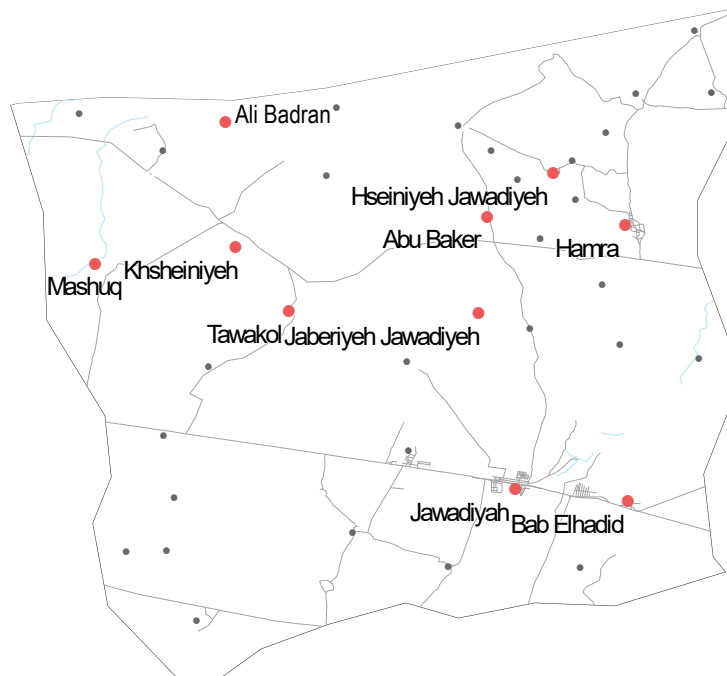 Ali Badran
Hseiniyeh Jawadiyeh
Abu Baker
Hamra
Khsheiniyeh
Mashuq
Tawakol
Jaberiyeh Jawadiyeh
Jawadiyah
Bab Elhadid